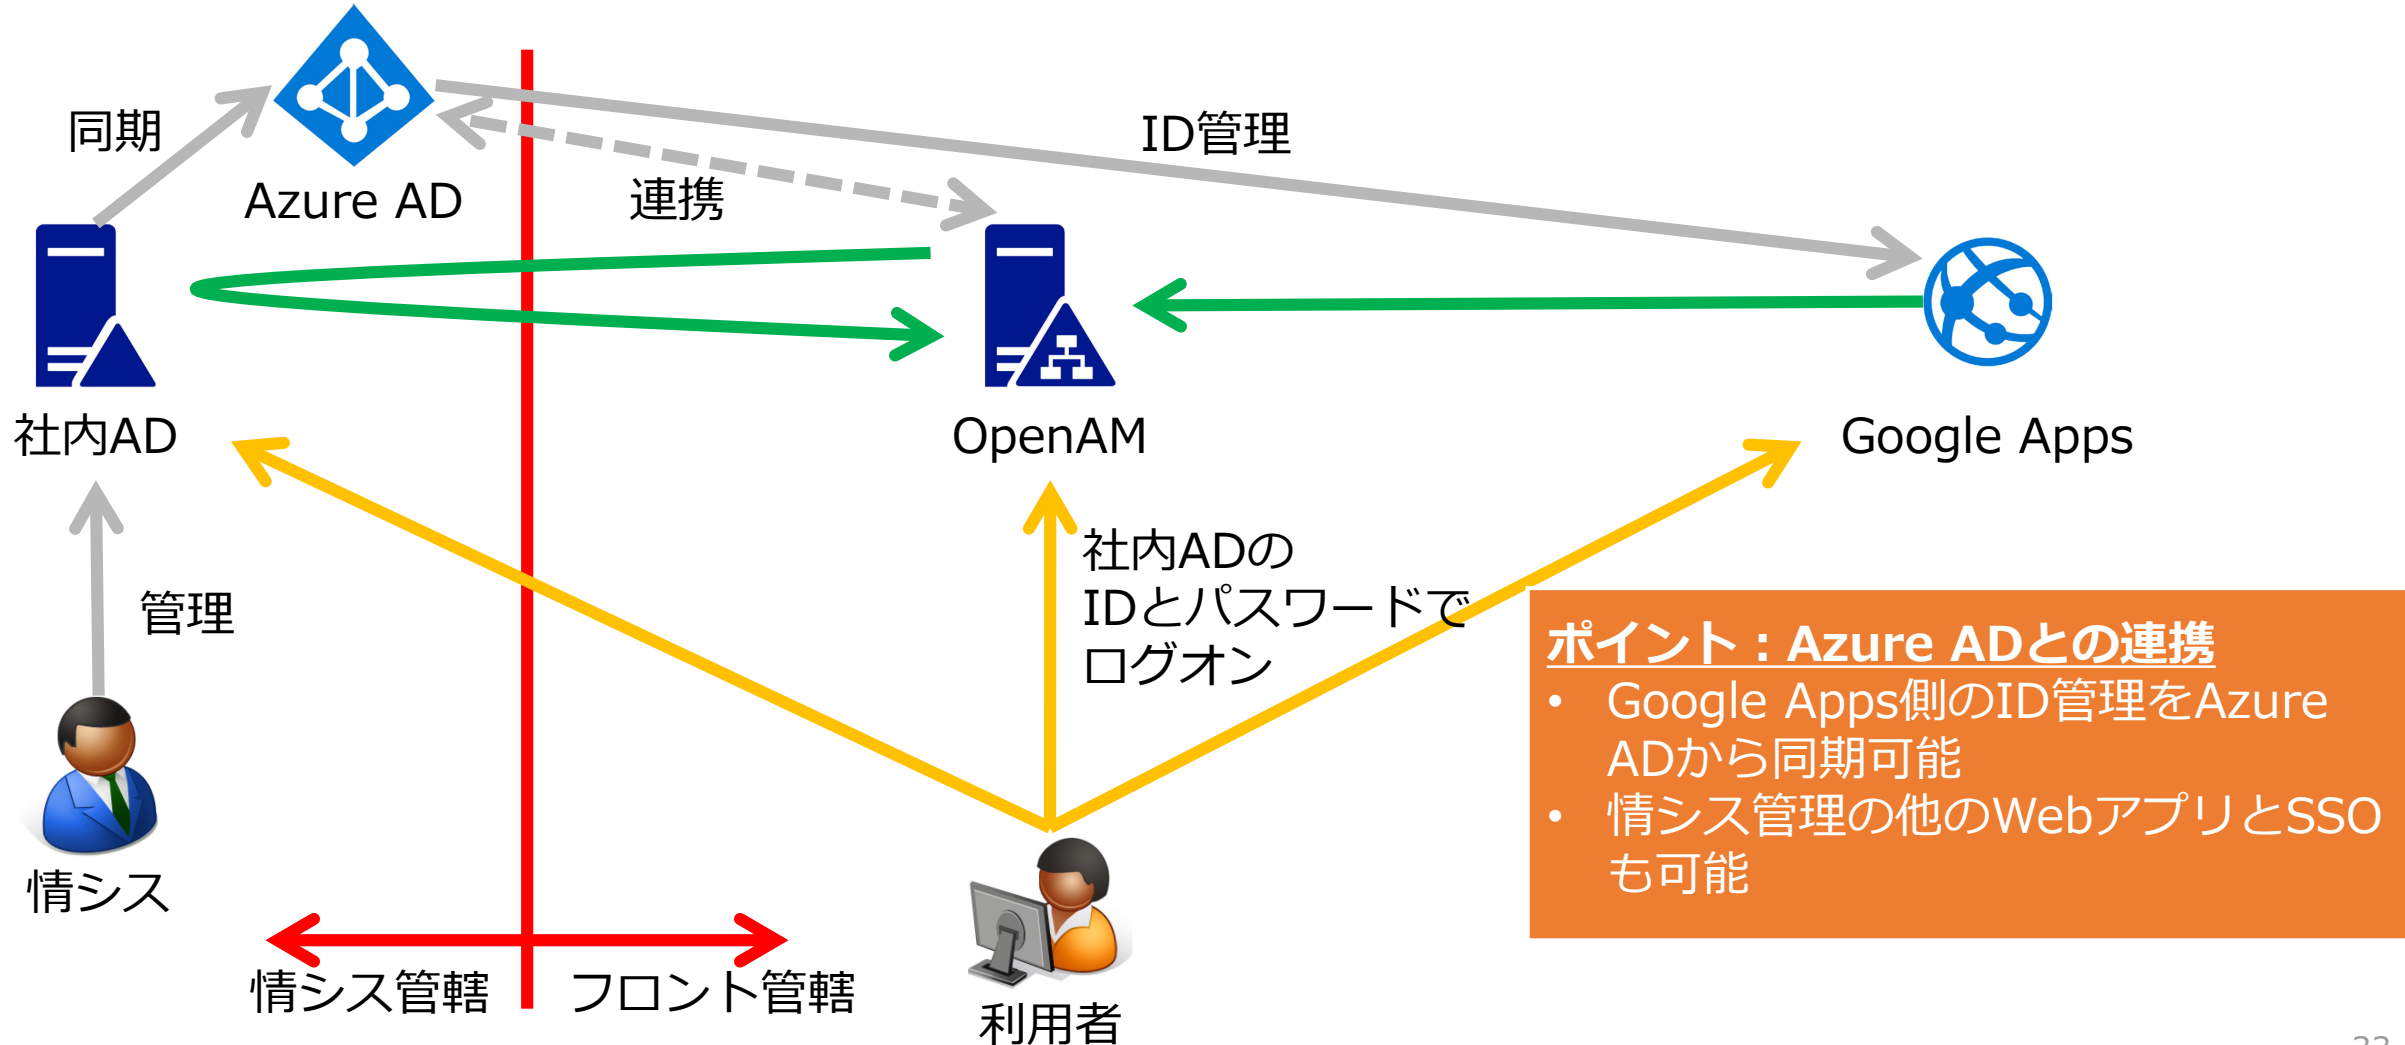 同期
Azure AD
連携
ID管理
社内AD
OpenAM
Google Apps
管理
社内ADの
IDとパスワードで
ログオン
ポイント：Azure ADとの連携
• Google Apps側のID管理をAzure
ADから同期可能
• 情シス管理の他のWebアプリとSSO
も可能
情シス
情シス管轄
フロント管轄
利用者